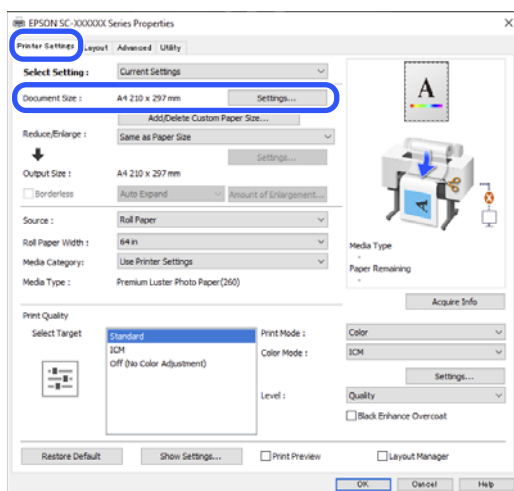 EPSON SC-XXXXXX Series Properties
Printer Settings Layout Advanced Utility
Select Setting : Current Settings
Document Size : A4 210 x 297 mm Settings...
Add/Delete Custom Paper Size...
Reduce/Enlarge : Same as Paper Size
Settings...
Output Size : A4 210 x 297 mm
Borderless Auto Expand Amount of Enlargement...
Source : Roll Paper
Roll Paper Width : 64 in
Media Category: Use Printer Settings
Media Type : Premium Luster Photo Paper(260)
A
A
Media Type
-
Paper Remaining
-
Acquire Info
Print Quality
Select Target
Standard
ICM
Off (No Color Adjustment)
Print Mode : Color
Color Mode : ICM
Settings...
Level : Quality
Black Enhance Overcoat
Restore Default Show Settings... Print Preview Layout Manager
OK Cancel Help